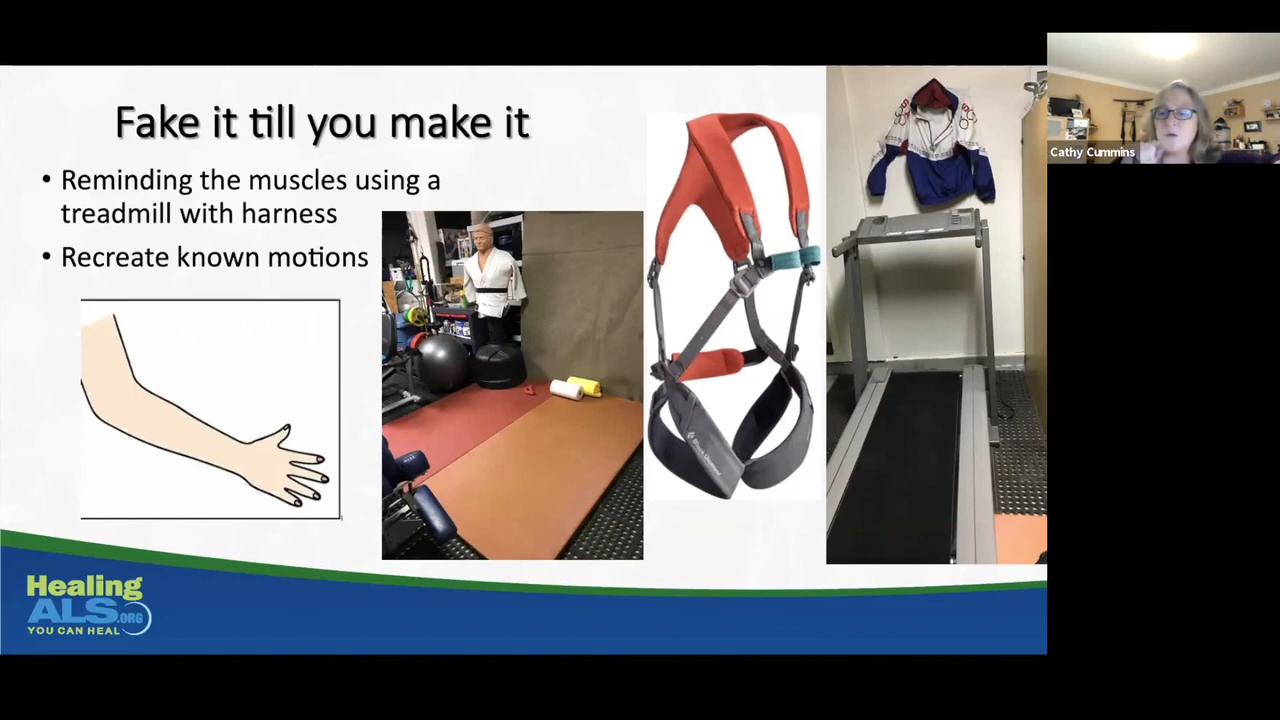 Fake it till you make it
• Reminding the muscles using a
treadmill with harness
• Recreate known motions
Healing
ALS.ORG
YOU CAN HEAL
Cathy Cummins